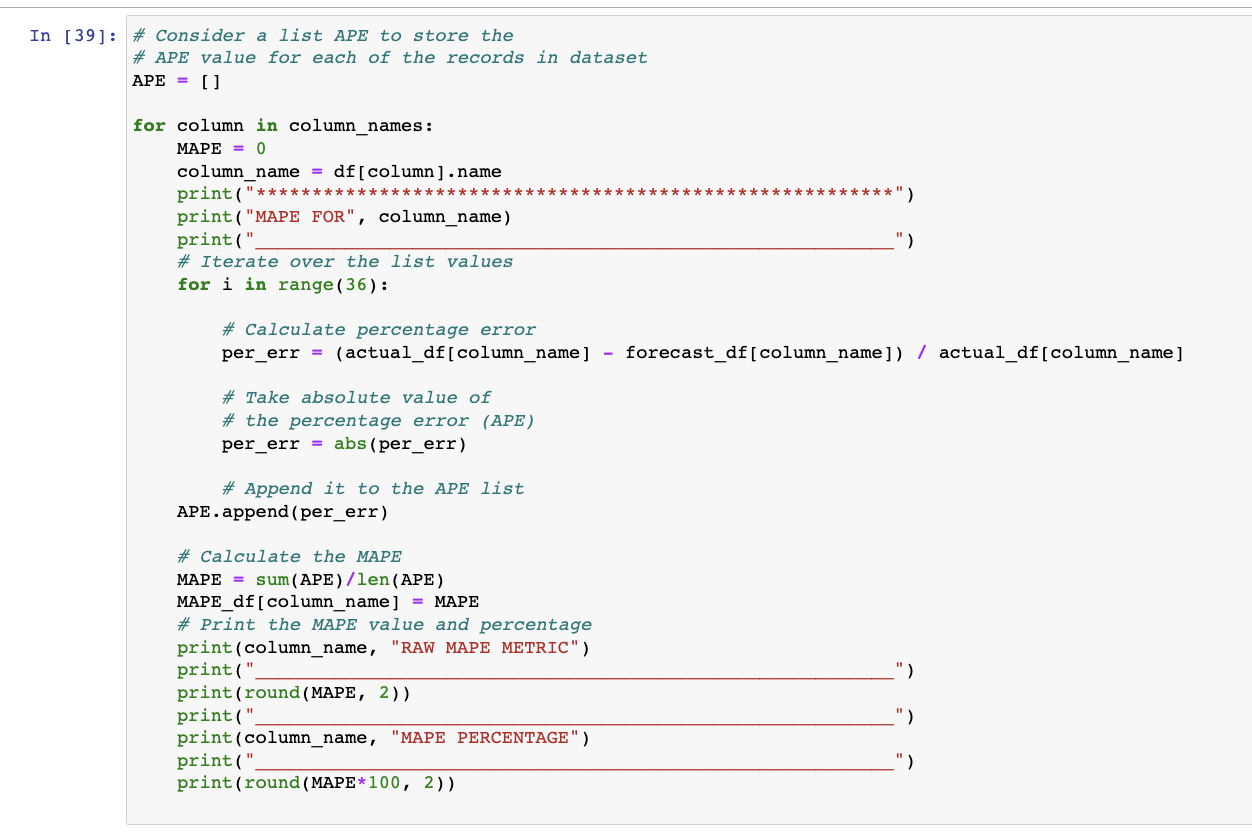 In [39]: # Consider a list APE to store the
# APE value for each of the records in dataset
APE = []

for column in column_names:
    MAPE = 0
    column_name = df[column].name
    print("*********************************************************")
    print("MAPE FOR", column_name)
    print("_________________________________________________________")
    # Iterate over the list values
    for i in range(36):

        # Calculate percentage error
        per_err = (actual_df[column_name] - forecast_df[column_name]) / actual_df[column_name]

        # Take absolute value of
        # the percentage error (APE)
        per_err = abs(per_err)

        # Append it to the APE list
    APE.append(per_err)

    # Calculate the MAPE
    MAPE = sum(APE)/len(APE)
    MAPE_df[column_name] = MAPE
    # Print the MAPE value and percentage
    print(column_name, "RAW MAPE METRIC")
    print("_________________________________________________________")
    print(round(MAPE, 2))
    print("_________________________________________________________")
    print(column_name, "MAPE PERCENTAGE")
    print("_________________________________________________________")
    print(round(MAPE*100, 2))